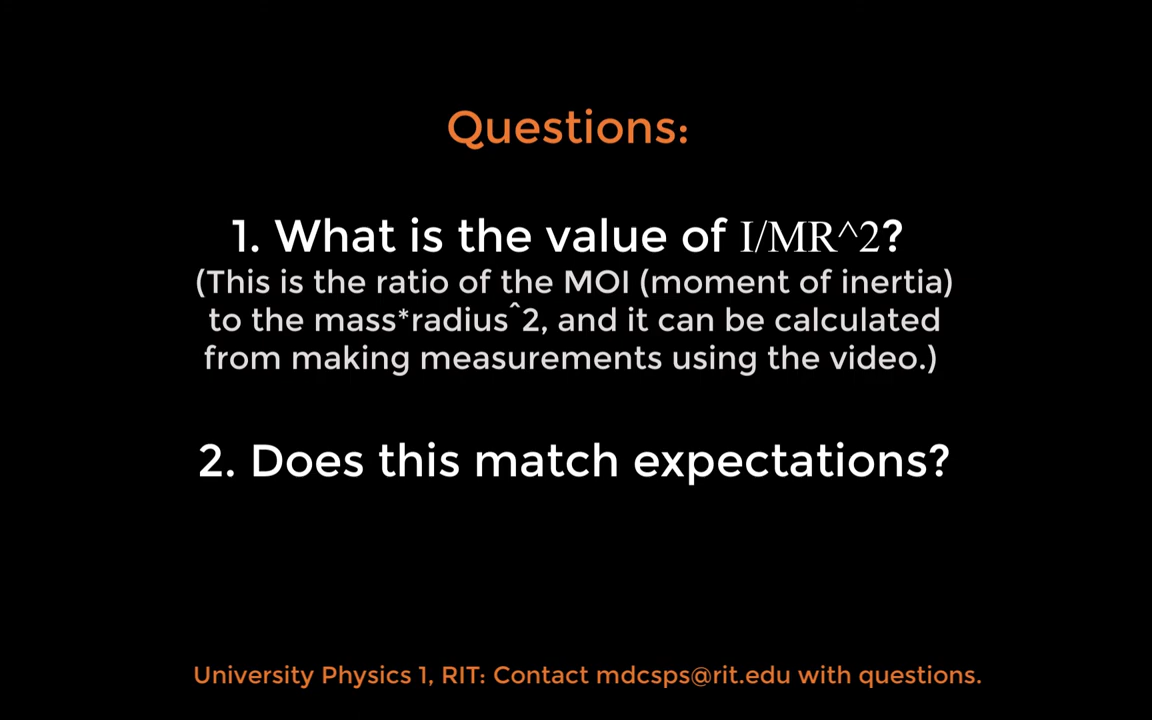 Questions:
1. What is the value of I/MR^2?
(This is the ratio of the MOI (moment of inertia)
to the mass*radius^2, and it can be calculated
from making measurements using the video.)
2. Does this match expectations?
University Physics 1, RIT: Contact mdcsps@rit.edu with questions.